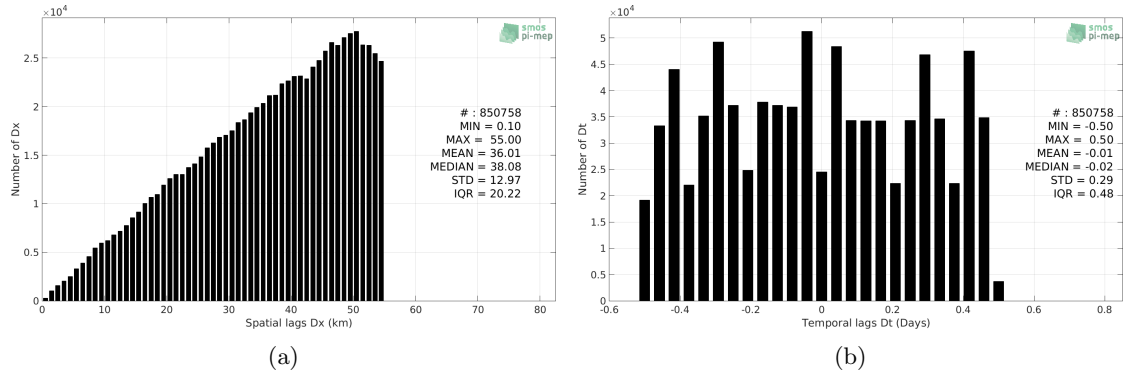 ×10⁴
smos
pi-mep
2.5
2
1.5
1
0.5
0
Number of Dx
# : 850758
MIN = 0.10
MAX = 55.00
MEAN = 36.01
MEDIAN = 38.08
STD = 12.97
IQR = 20.22
0 10 20 30 40 50 60 70 80
Spatial lags Dx (km)
(a)
×10⁴
smos
pi-mep
5
4.5
4
3.5
3
2.5
2
1.5
1
0.5
0
Number of Dt
# : 850758
MIN = -0.50
MAX = 0.50
MEAN = -0.01
MEDIAN = -0.02
STD = 0.29
IQR = 0.48
-0.6 -0.4 -0.2 0 0.2 0.4 0.6 0.8
Temporal lags Dt (Days)
(b)